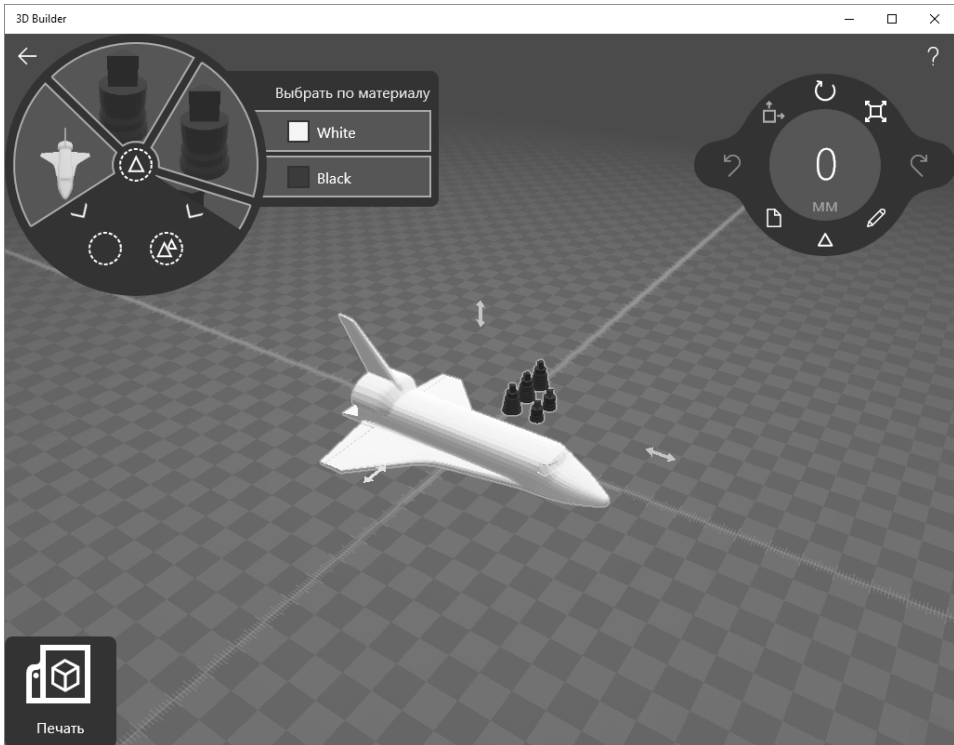 3D Builder
?
Выбрать по материалу
White
Black
0
ММ
Печать